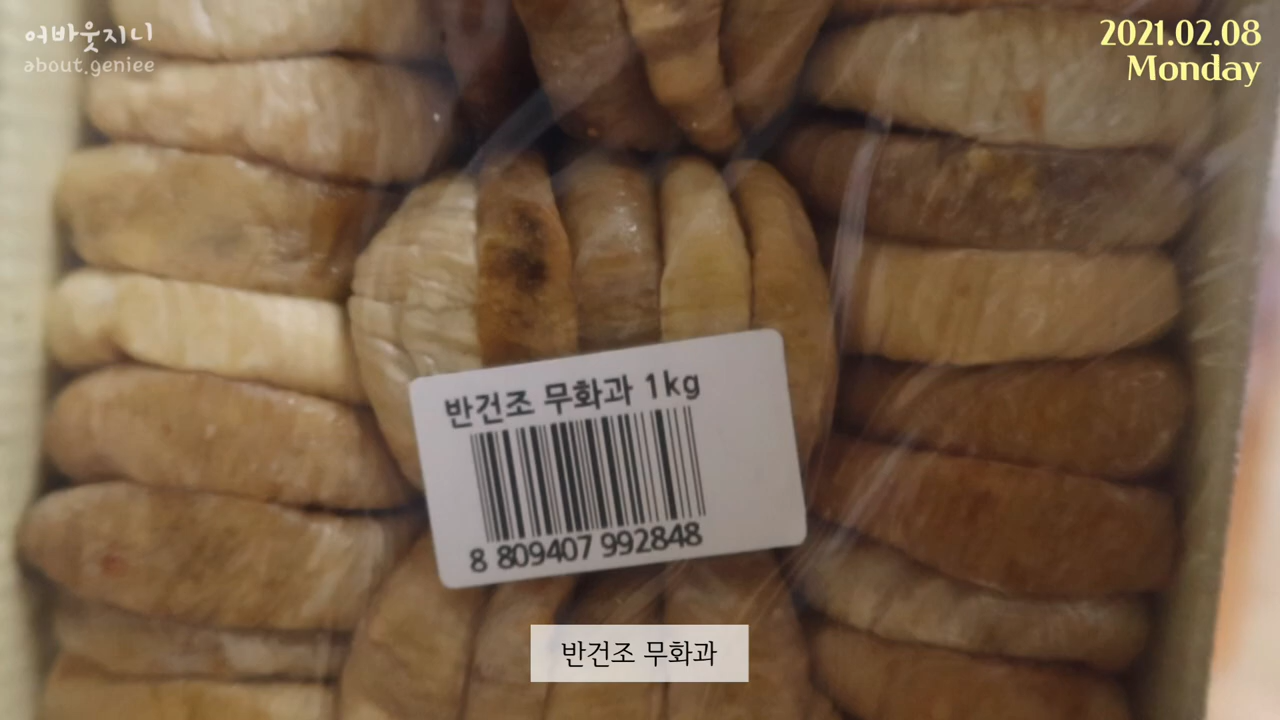 어바웃지니
about.geniee
2021.02.08
Monday
반건조 무화과 1kg
8 809407 992848
반건조 무화과